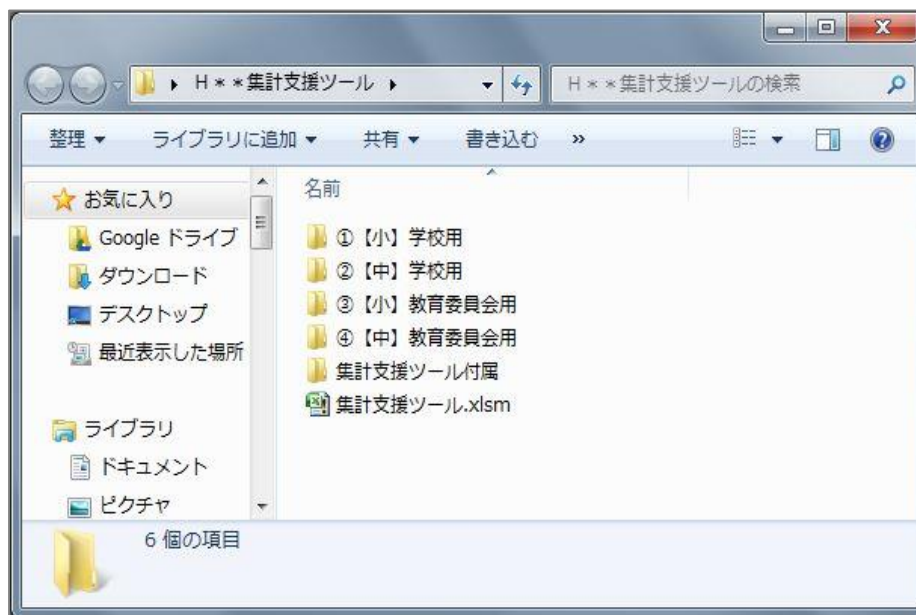 H＊＊集計支援ツール
H＊＊集計支援ツールの検索
整理 ライブラリに追加 共有 書き込む »
お気に入り
Google ドライブ
ダウンロード
デスクトップ
最近表示した場所
ライブラリ
ドキュメント
ピクチャ
名前
①【小】学校用
②【中】学校用
③【小】教育委員会用
④【中】教育委員会用
集計支援ツール付属
集計支援ツール.xlsm
6 個の項目